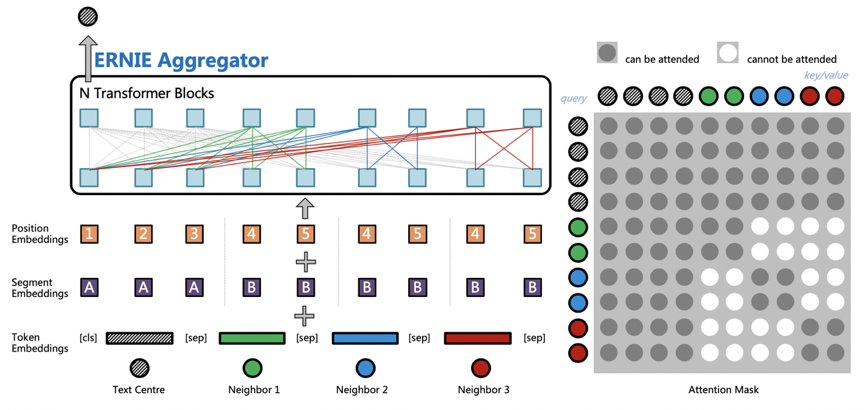 ERNIE Aggregator
N Transformer Blocks
Position Embeddings
1 2 3 4 5 4 5 4 5
Segment Embeddings
A A A B B B B B B
Token Embeddings
[cls] [sep] [sep] [sep] [sep]
Text Centre Neighbor 1 Neighbor 2 Neighbor 3
can be attended cannot be attended
key/value
query
Attention Mask